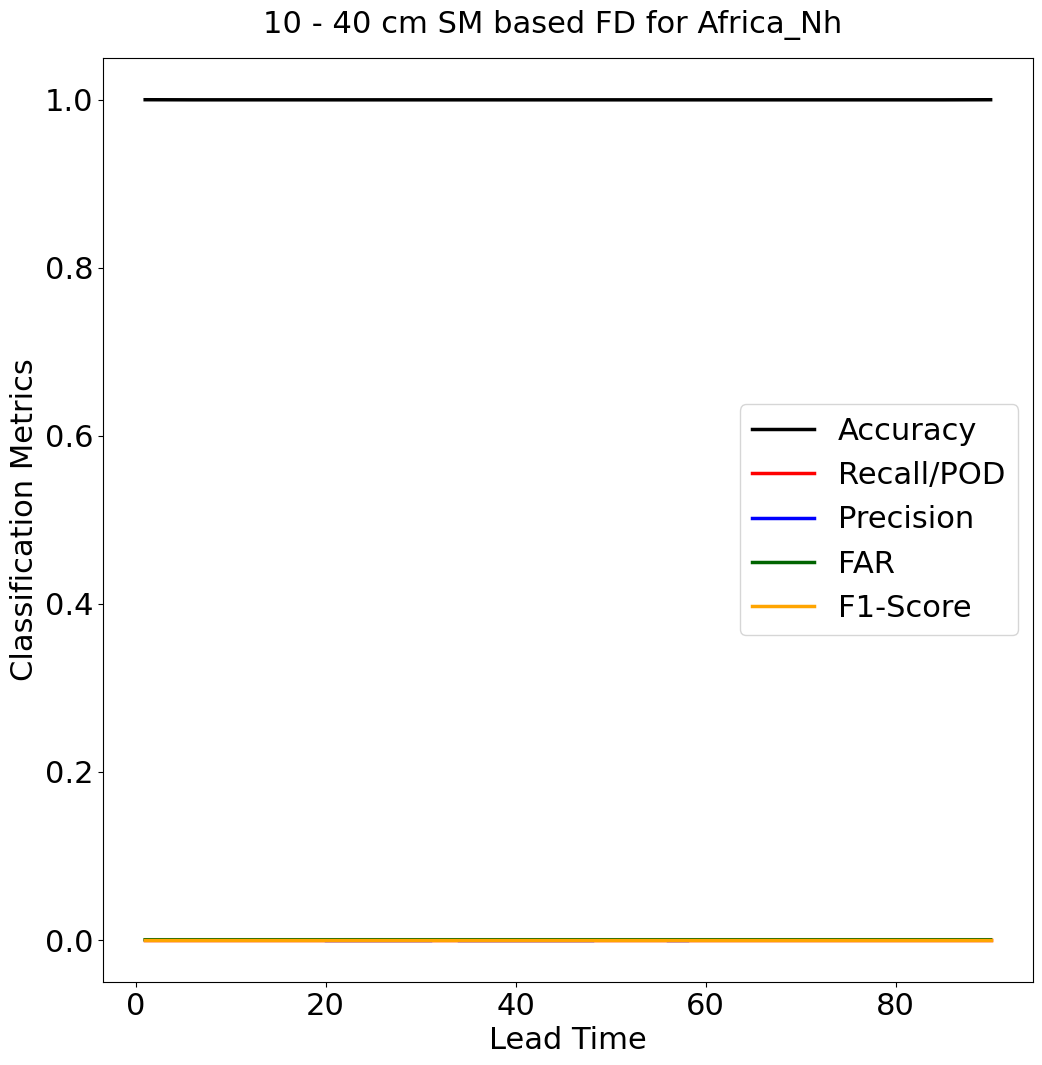 10 - 40 cm SM based FD for Africa_Nh
1.0
0.8
0.6
0.4
0.2
0.0
Classification Metrics
Accuracy
Recall/POD
Precision
FAR
F1-Score
0 20 40 60 80
Lead Time